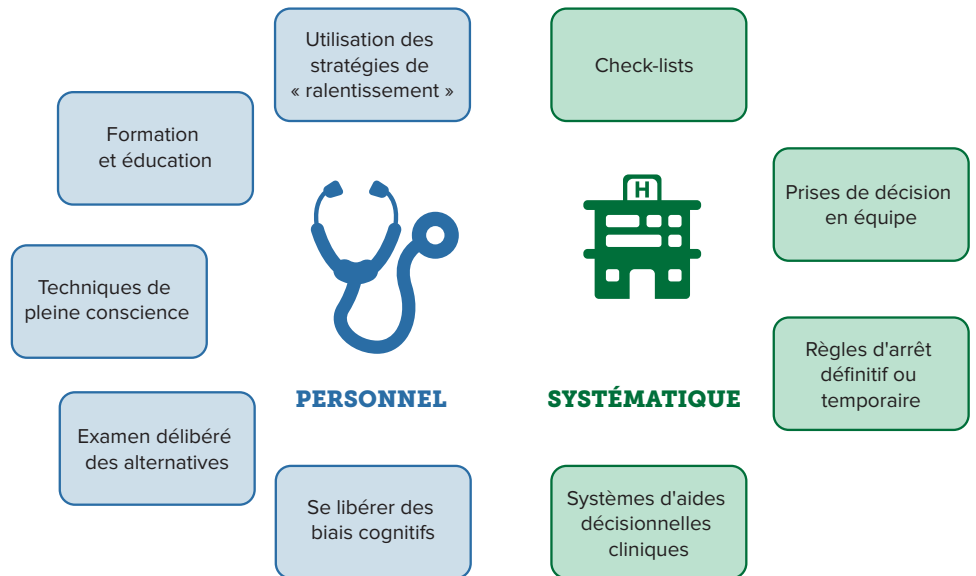 Utilisation des
stratégies de
« ralentissement »
Formation
et éducation
Techniques de
pleine conscience
Examen délibéré
des alternatives
Se libérer des
biais cognitifs
PERSONNEL
Check-lists
H
Prises de décision
en équipe
Règles d'arrêt
définitif ou
temporaire
Systèmes d'aides
décisionnelles
cliniques
SYSTÉMATIQUE